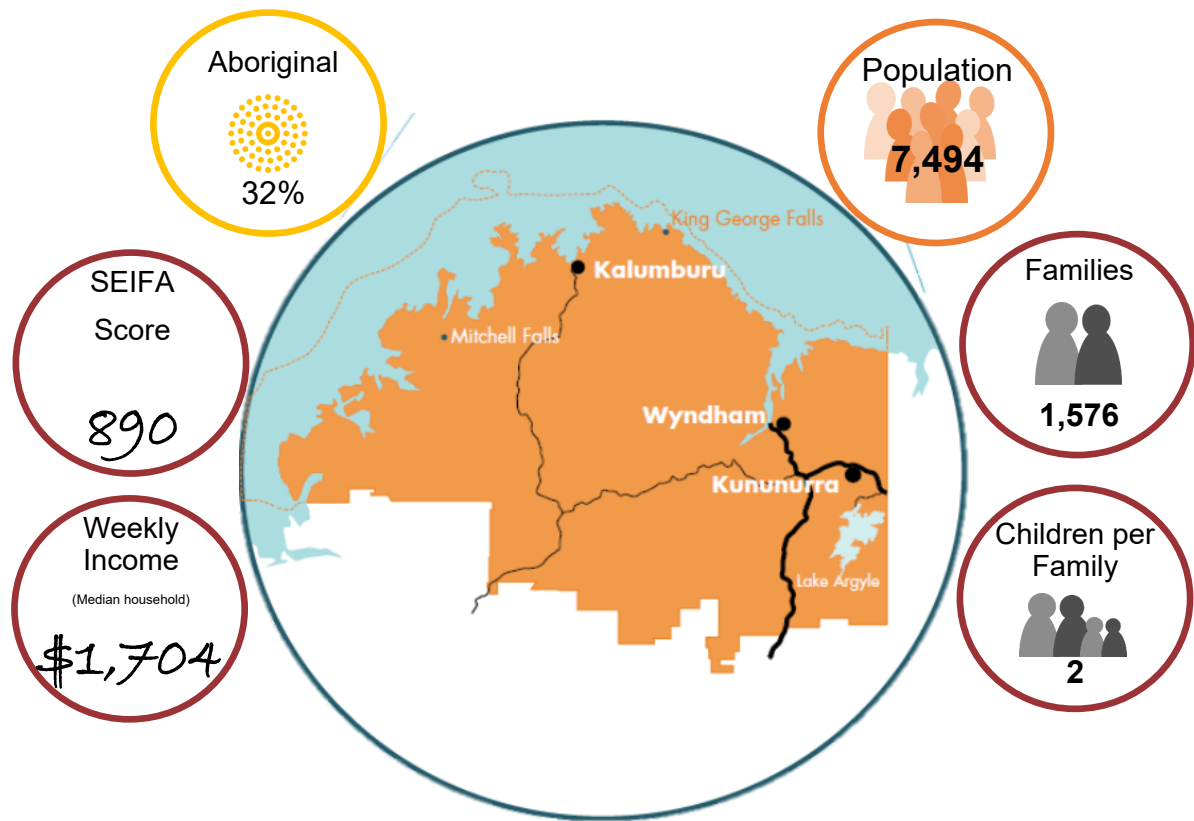 Aboriginal
32%
Population
7,494
SEIFA
Score
890
Families
1,576
Weekly
Income
(Median household)
$1,704
Children per
Family
2
King George Falls
Kalumburu
Mitchell Falls
Wyndham
Kununurra
Lake Argyle